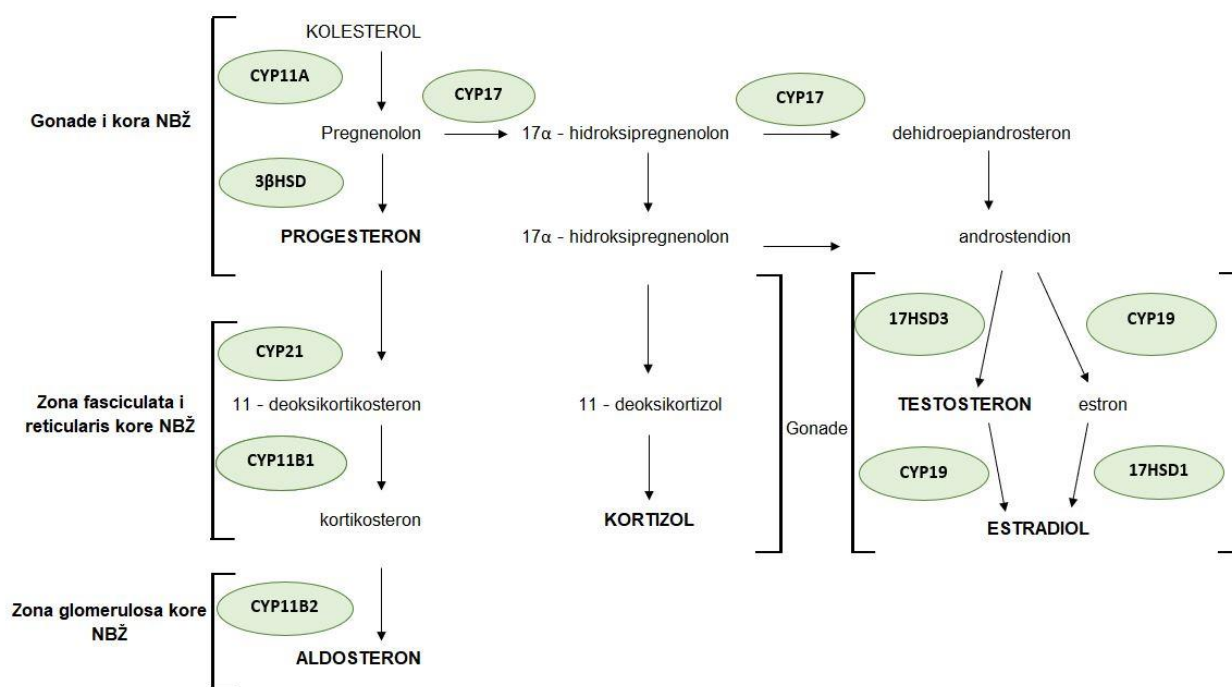 KOLESTEROL
CYP11A
CYP17
CYP17
Gonade i kora NBŽ
Pregnenolon
17α - hidroksipregnenolon
dehidroepiandrosteron
3βHSD
PROGESTERON
17α - hidroksipregnenolon
androstendion
17HSD3
CYP19
CYP21
Zona fasciculata i
reticularis kore NBŽ
11 - deoksikortikosteron
11 - deoksikortizol
Gonade
TESTOSTERON
estron
CYP11B1
CYP19
17HSD1
kortikosteron
KORTIZOL
ESTRADIOL
Zona glomerulosa kore
NBŽ
CYP11B2
ALDOSTERON